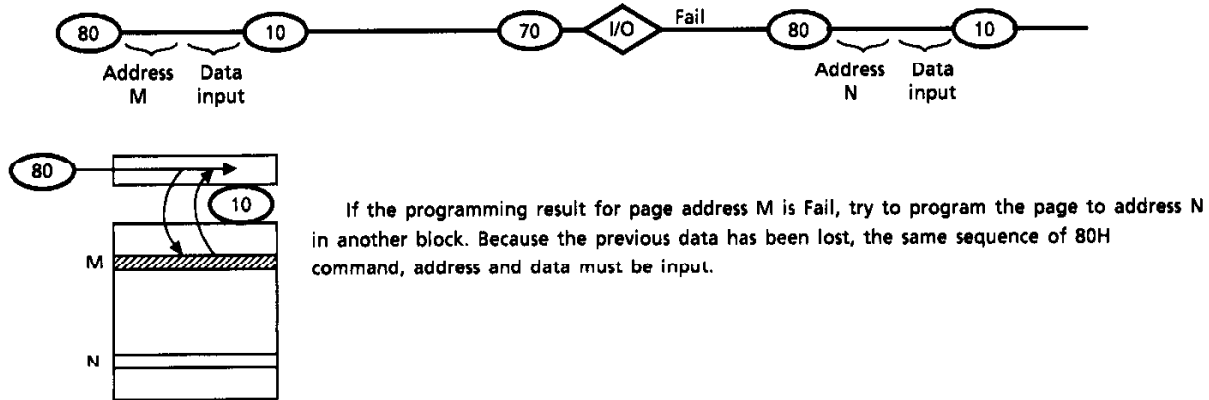 80 10 70 I/O Fail 80 10
Address Data Address Data
M input N input
80
10
If the programming result for page address M is Fail, try to program the page to address N
in another block. Because the previous data has been lost, the same sequence of 80H
command, address and data must be input.
M
N